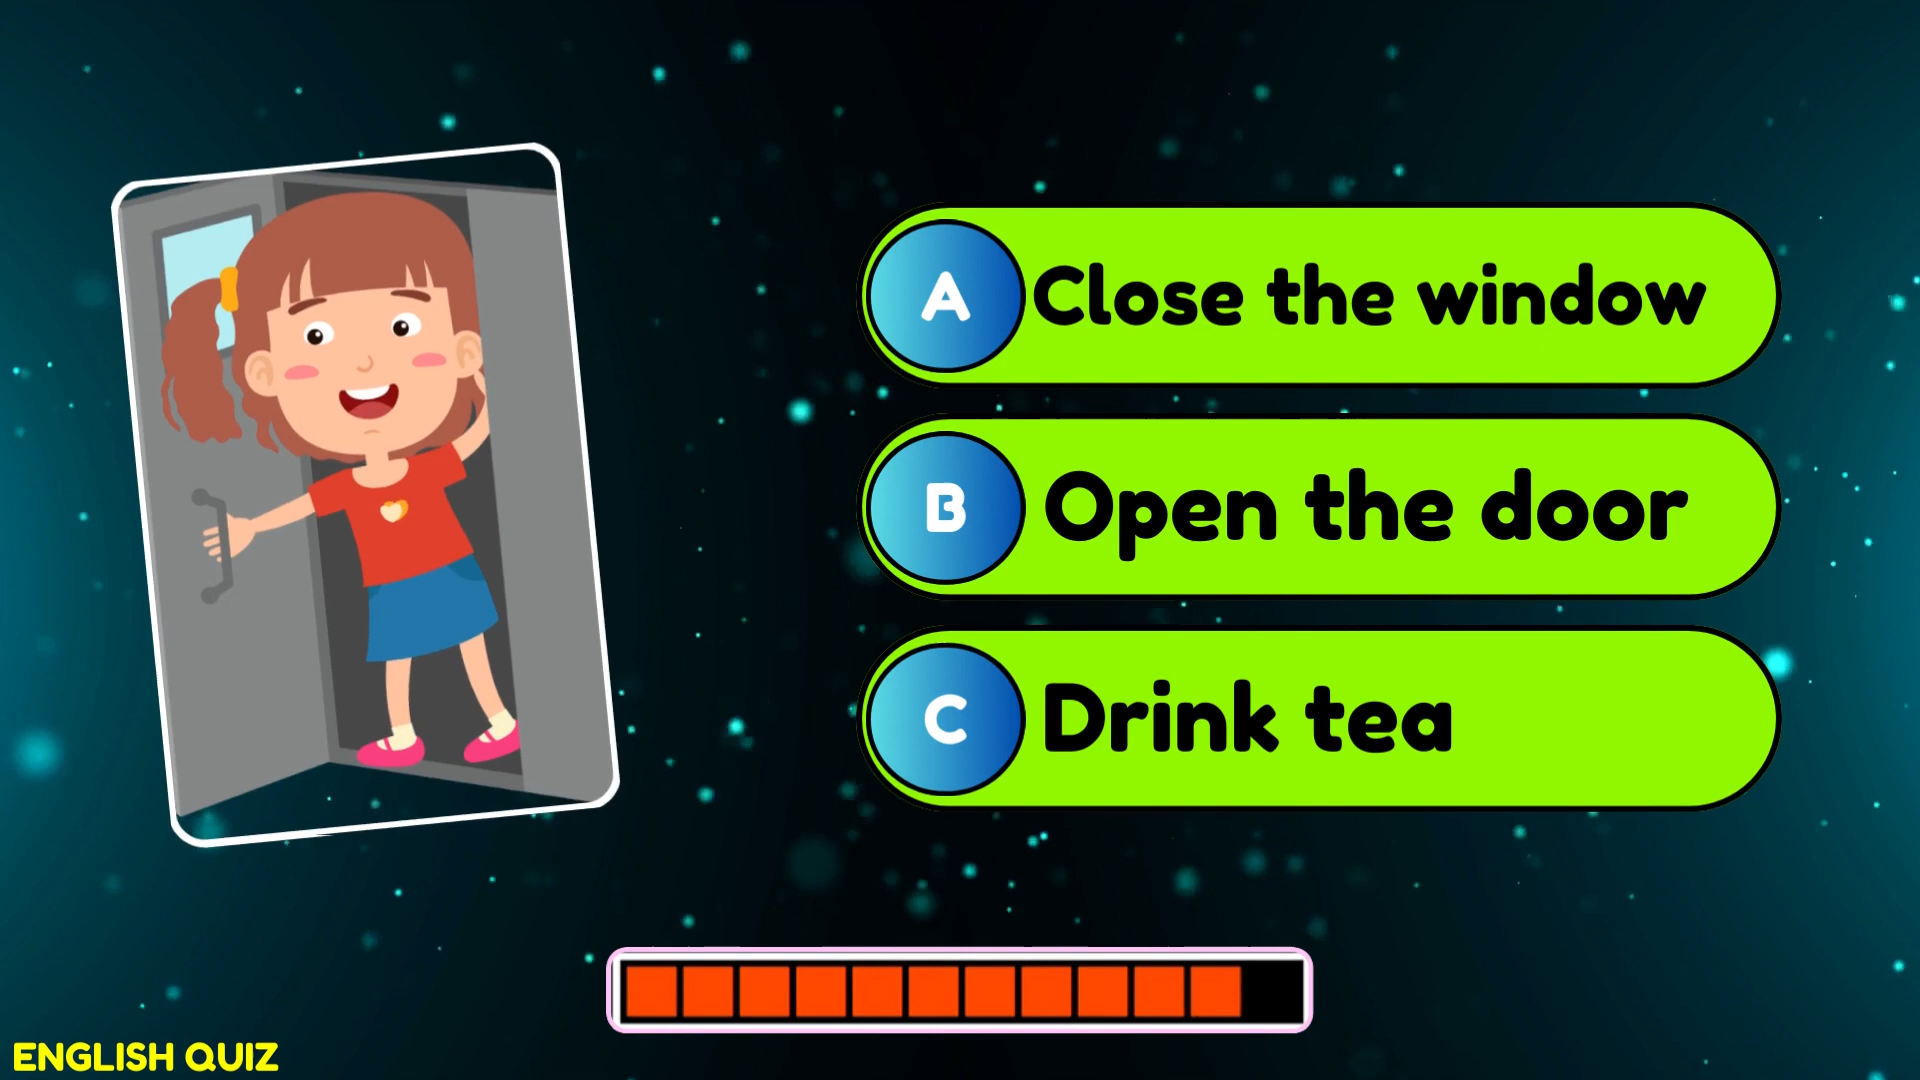 A Close the window
B Open the door
C Drink tea
ENGLISH QUIZ